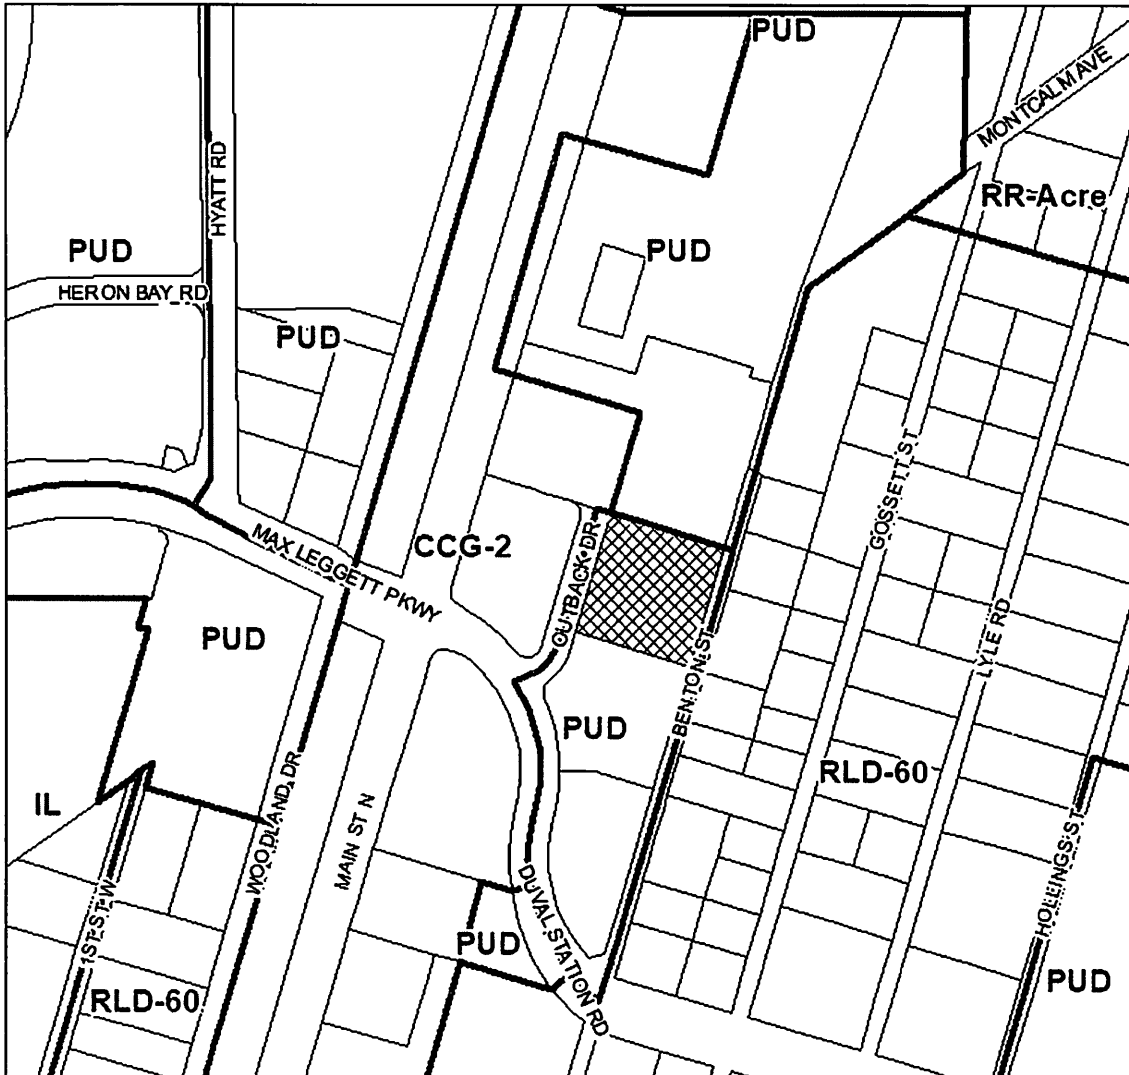 PUD
MONTCALM AVE
HYATT RD
RR-Acre
PUD
PUD
HERON BAY RD
PUD
GOSSETT ST
MAX LEGGETT PKWY
CCG-2
OUTBACK DR
LYLE RD
PUD
BENTON ST
PUD
RLD-60
IL
WOODLAND DR
MAIN ST N
HOLLINGS ST
1ST ST W
DUVAL STATION RD
PUD
PUD
RLD-60